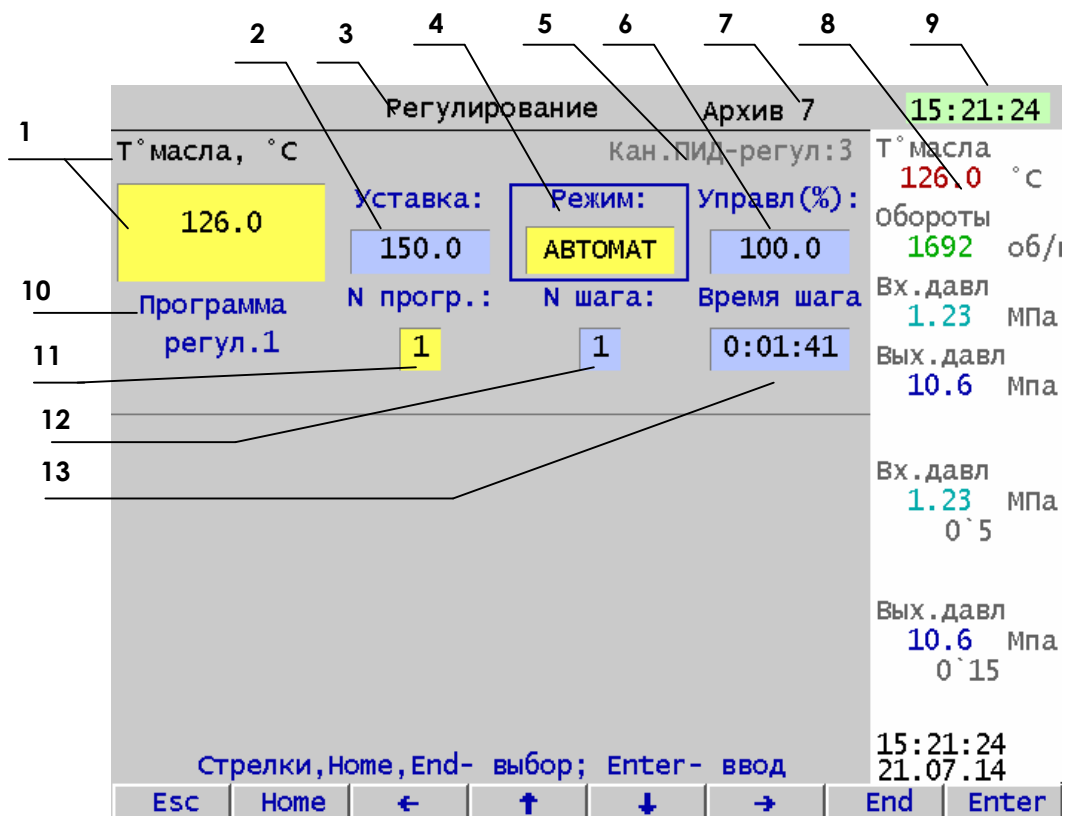 2 3 4 5 6 7 8 9
Регулирование Архив 7 15:21:24
1
Т°масла, °С Кан.ПИД-регул:3 Т°масла
126.0 °С
126.0 Уставка: Режим: Управл(%): Обороты
150.0 АВТОМАТ 100.0 1692 об/
10 Программа N прогр.: N шага: Время шага Вх.давл
1.23 МПа
регул.1 1 1 0:01:41
11 Вых.давл
10.6 Мпа
12
13 Вх.давл
1.23 МПа
0`5
Вых.давл
10.6 Мпа
0`15
15:21:24
Стрелки,Home,End- выбор; Enter- ввод 21.07.14
Esc Home ← ↑ ↓ → End Enter